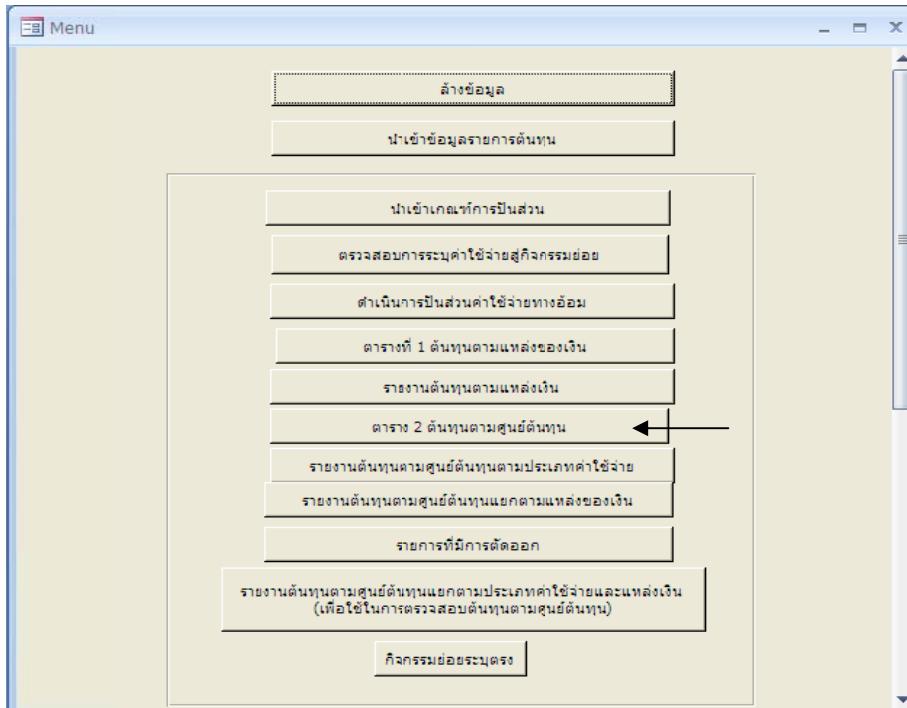 Menu
ล้างข้อมูล
นำเข้าข้อมูลรายการต้นทุน
นำเข้าเกณฑ์การปันส่วน
ตรวจสอบการระบุค่าใช้จ่ายสู่กิจกรรมย่อย
ดำเนินการปันส่วนค่าใช้จ่ายทางอ้อม
ตารางที่ 1 ต้นทุนตามแหล่งของเงิน
รายงานต้นทุนตามแหล่งเงิน
ตาราง 2 ต้นทุนตามศูนย์ต้นทุน
รายงานต้นทุนตามศูนย์ต้นทุนตามประเภทค่าใช้จ่าย
รายงานต้นทุนตามศูนย์ต้นทุนแยกตามแหล่งของเงิน
รายการที่มีการตัดออก
รายงานต้นทุนตามศูนย์ต้นทุนแยกตามประเภทค่าใช้จ่ายและแหล่งเงิน
(เพื่อใช้ในการตรวจสอบต้นทุนตามศูนย์ต้นทุน)
กิจกรรมย่อยระบุตรง